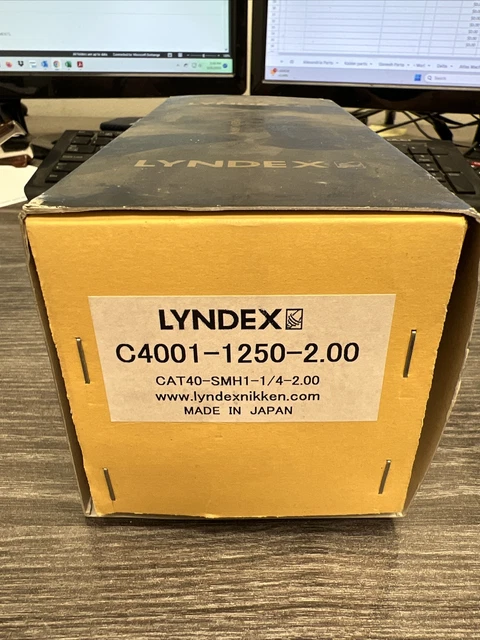 LYNDEX
LYNDEX
C4001-1250-2.00
CAT40-SMH1-1/4-2.00
www.lyndexnikken.com
MADE IN JAPAN